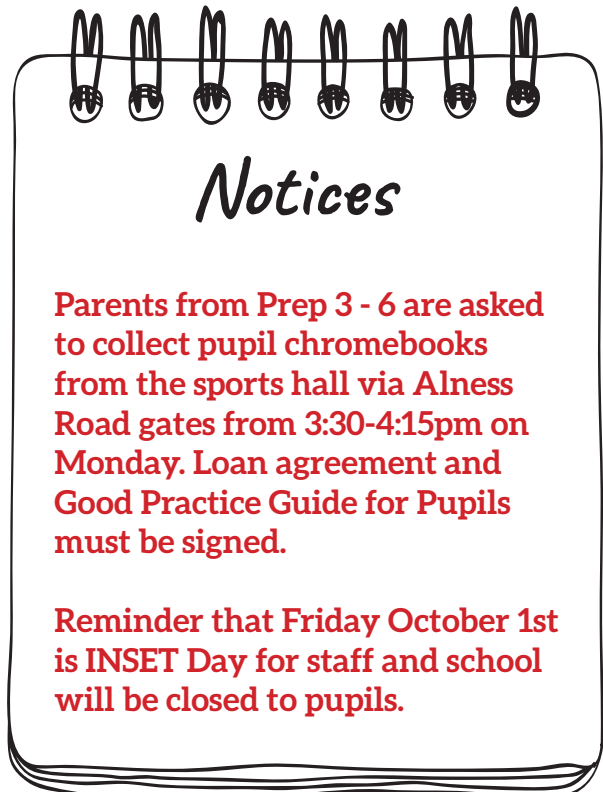 Notices
Parents from Prep 3 - 6 are asked
to collect pupil chromebooks
from the sports hall via Alness
Road gates from 3:30-4:15pm on
Monday. Loan agreement and
Good Practice Guide for Pupils
must be signed.
Reminder that Friday October 1st
is INSET Day for staff and school
will be closed to pupils.